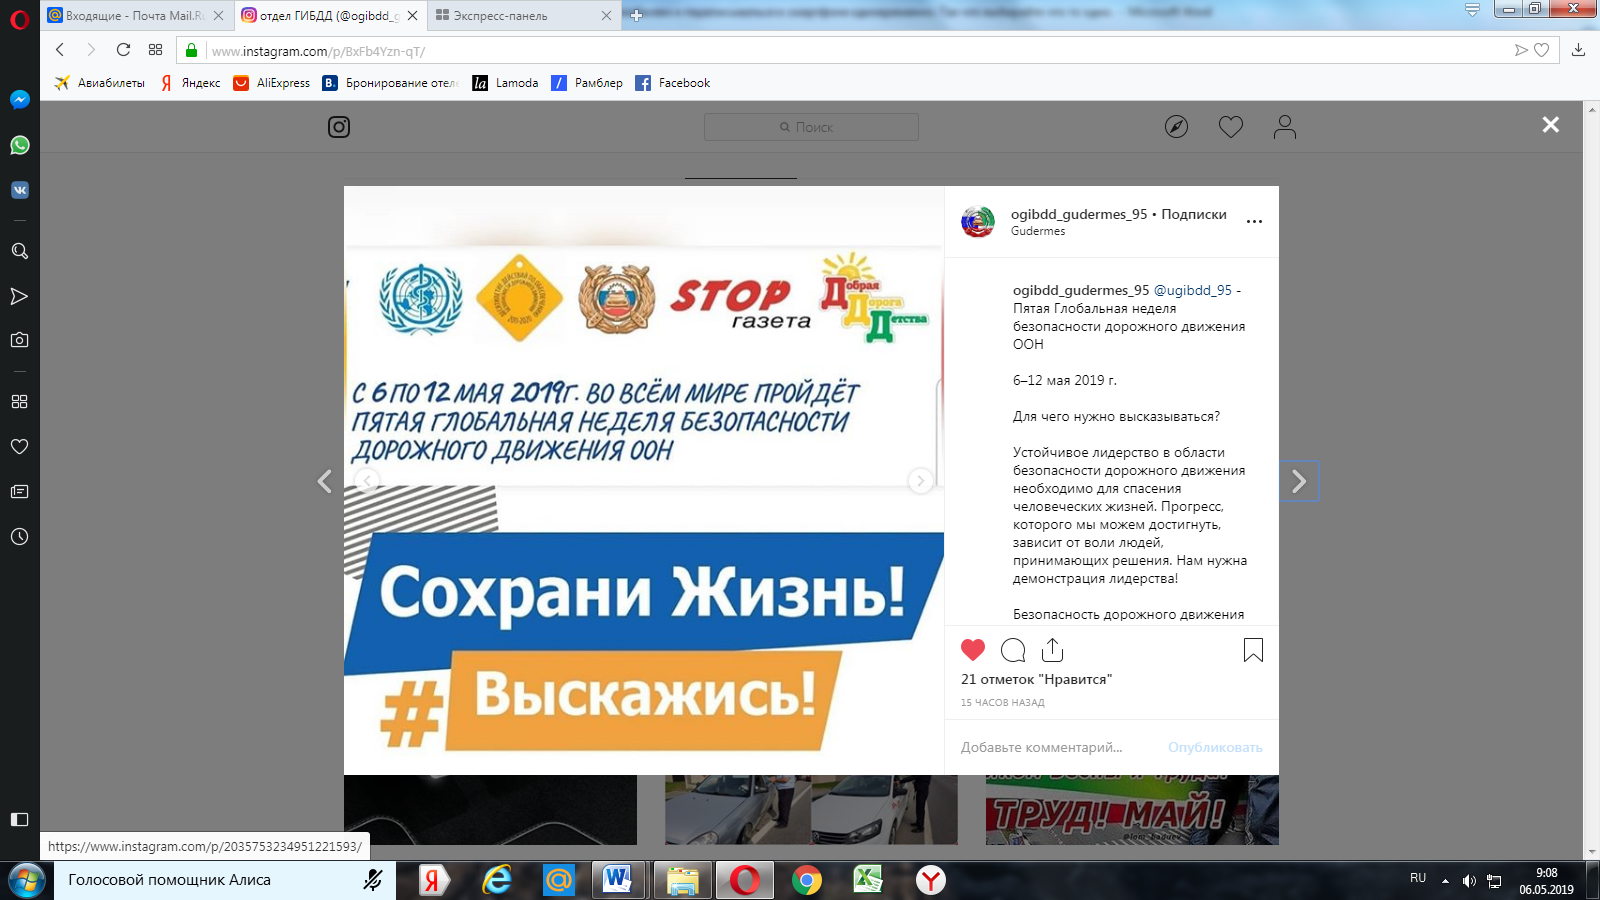 Входящие - Почта Mail.Ru
отдел ГИБДД (@ogibdd_g
Экспресс-панель
www.instagram.com/p/BxFb4Yzn-qT/
Авиабилеты
Яндекс
AliExpress
Бронирование отеле
Lamoda
Рамблер
Facebook
Поиск
STOP
газета
Добрая
Дорога
Детства
С 6 ПО 12 МАЯ 2019Г. ВО ВСЁМ МИРЕ ПРОЙДЁТ
ПЯТАЯ ГЛОБАЛЬНАЯ НЕДЕЛЯ БЕЗОПАСНОСТИ
ДОРОЖНОГО ДВИЖЕНИЯ ООН
Сохрани Жизнь!
#Выскажись!
ogibdd_gudermes_95 • Подписки
Gudermes
ogibdd_gudermes_95 @ugibdd_95 -
Пятая Глобальная неделя
безопасности дорожного движения
ООН
6–12 мая 2019 г.
Для чего нужно высказываться?
Устойчивое лидерство в области
безопасности дорожного движения
необходимо для спасения
человеческих жизней. Прогресс,
которого мы можем достигнуть,
зависит от воли людей,
принимающих решения. Нам нужна
демонстрация лидерства!
Безопасность дорожного движения
21 отметок "Нравится"
15 ЧАСОВ НАЗАД
Добавьте комментарий...
Опубликовать
ТРУД! МАЙ!
https://www.instagram.com/p/2035753234951221593/
Голосовой помощник Алиса
RU
9:08
06.05.2019